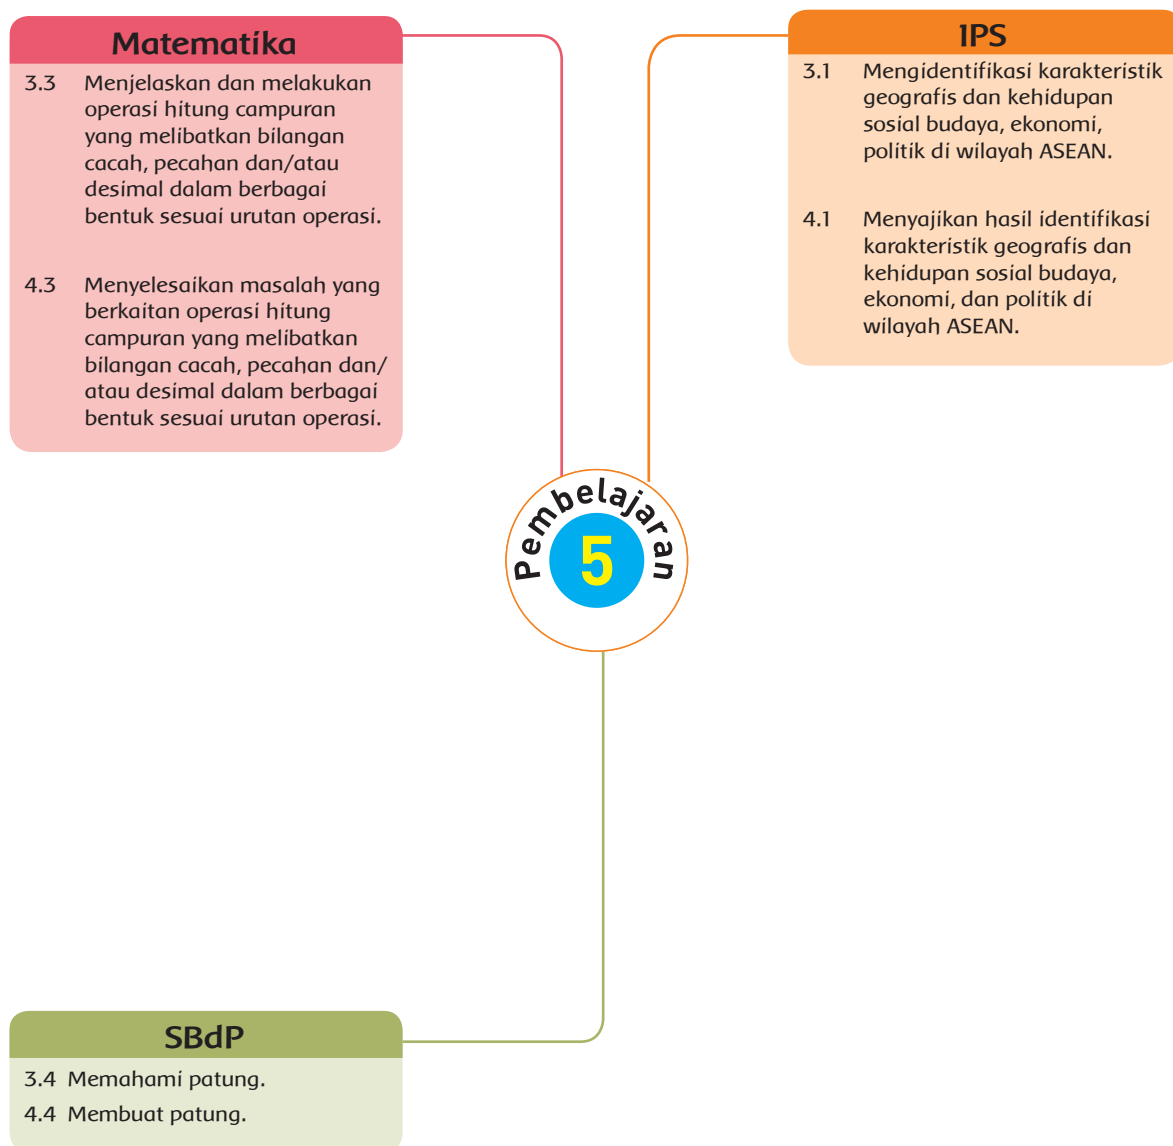 Matematika
3.3 Menjelaskan dan melakukan
operasi hitung campuran
yang melibatkan bilangan
cacah, pecahan dan/atau
desimal dalam berbagai
bentuk sesuai urutan operasi.
4.3 Menyelesaikan masalah yang
berkaitan operasi hitung
campuran yang melibatkan
bilangan cacah, pecahan dan/
atau desimal dalam berbagai
bentuk sesuai urutan operasi.
IPS
3.1 Mengidentifikasi karakteristik
geografis dan kehidupan
sosial budaya, ekonomi,
politik di wilayah ASEAN.
4.1 Menyajikan hasil identifikasi
karakteristik geografis dan
kehidupan sosial budaya,
ekonomi, dan politik di
wilayah ASEAN.
Pembelajaran
5
SBdP
3.4 Memahami patung.
4.4 Membuat patung.